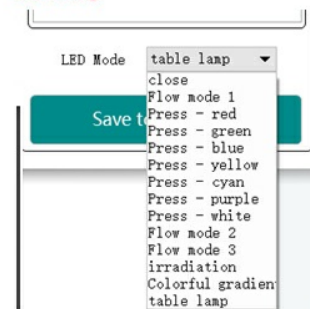 LED Mode table lamp
close
Flow mode 1
Save to
Press - red
Press - green
Press - blue
Press - yellow
Press - cyan
Press - purple
Press - white
Flow mode 2
Flow mode 3
irradiation
Colorful gradien
table lamp